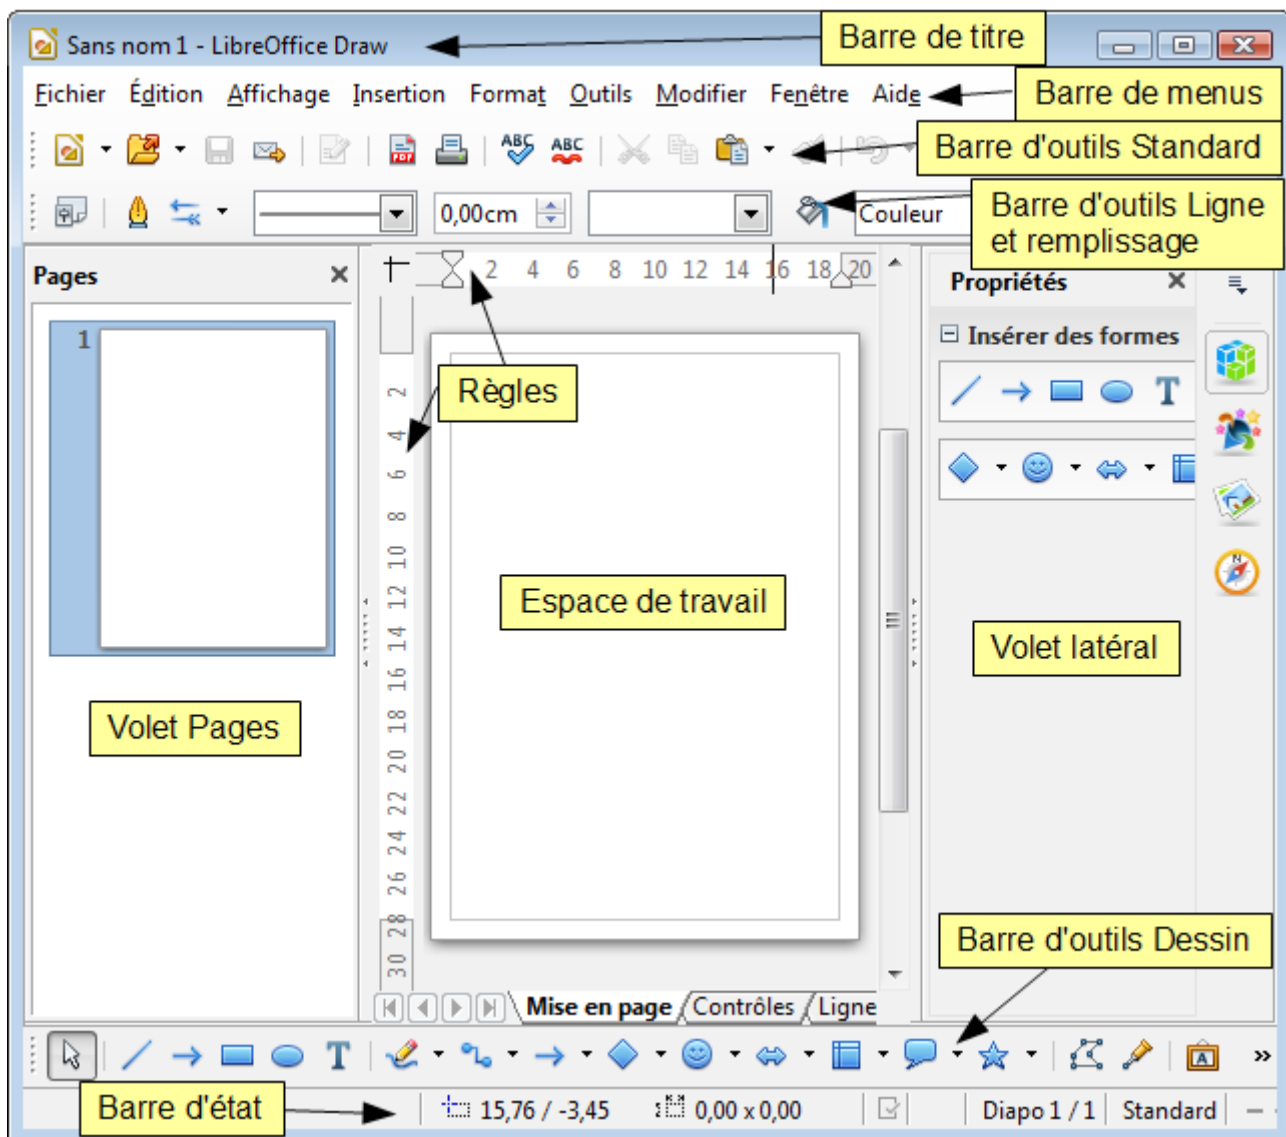 Sans nom 1 - LibreOffice Draw
Barre de titre
Fichier Édition Affichage Insertion Format Outils Modifier Fenêtre Aide
Barre de menus
PDF ABC ABC
Barre d'outils Standard
0,00cm
Couleur
Barre d'outils Ligne
et remplissage
Pages
2 4 6 8 10 12 14 16 18 20
Propriétés
1
Insérer des formes
Règles
T
2
4
6
8
10
12
14
16
18
20
22
24
26
28
30
Espace de travail
N
Volet latéral
Volet Pages
Barre d'outils Dessin
Mise en page Contrôles Ligne
T A »
Barre d'état
15,76 / -3,45 0,00 x 0,00 Diapo 1 / 1 Standard